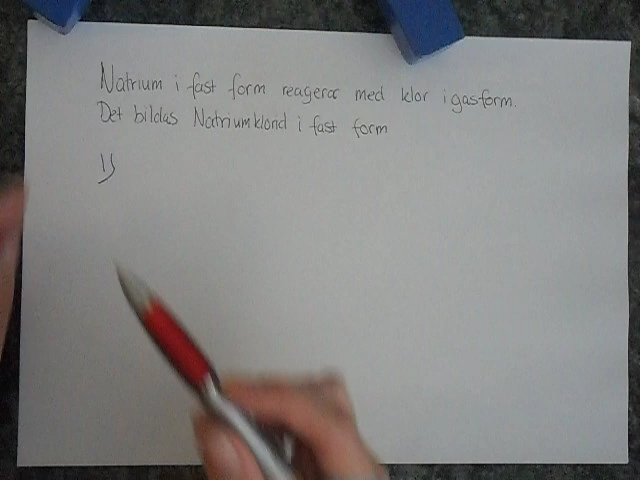 Natrium i fast form reagerar med klor i gasform.
Det bildas Natriumklorid i fast form
1)